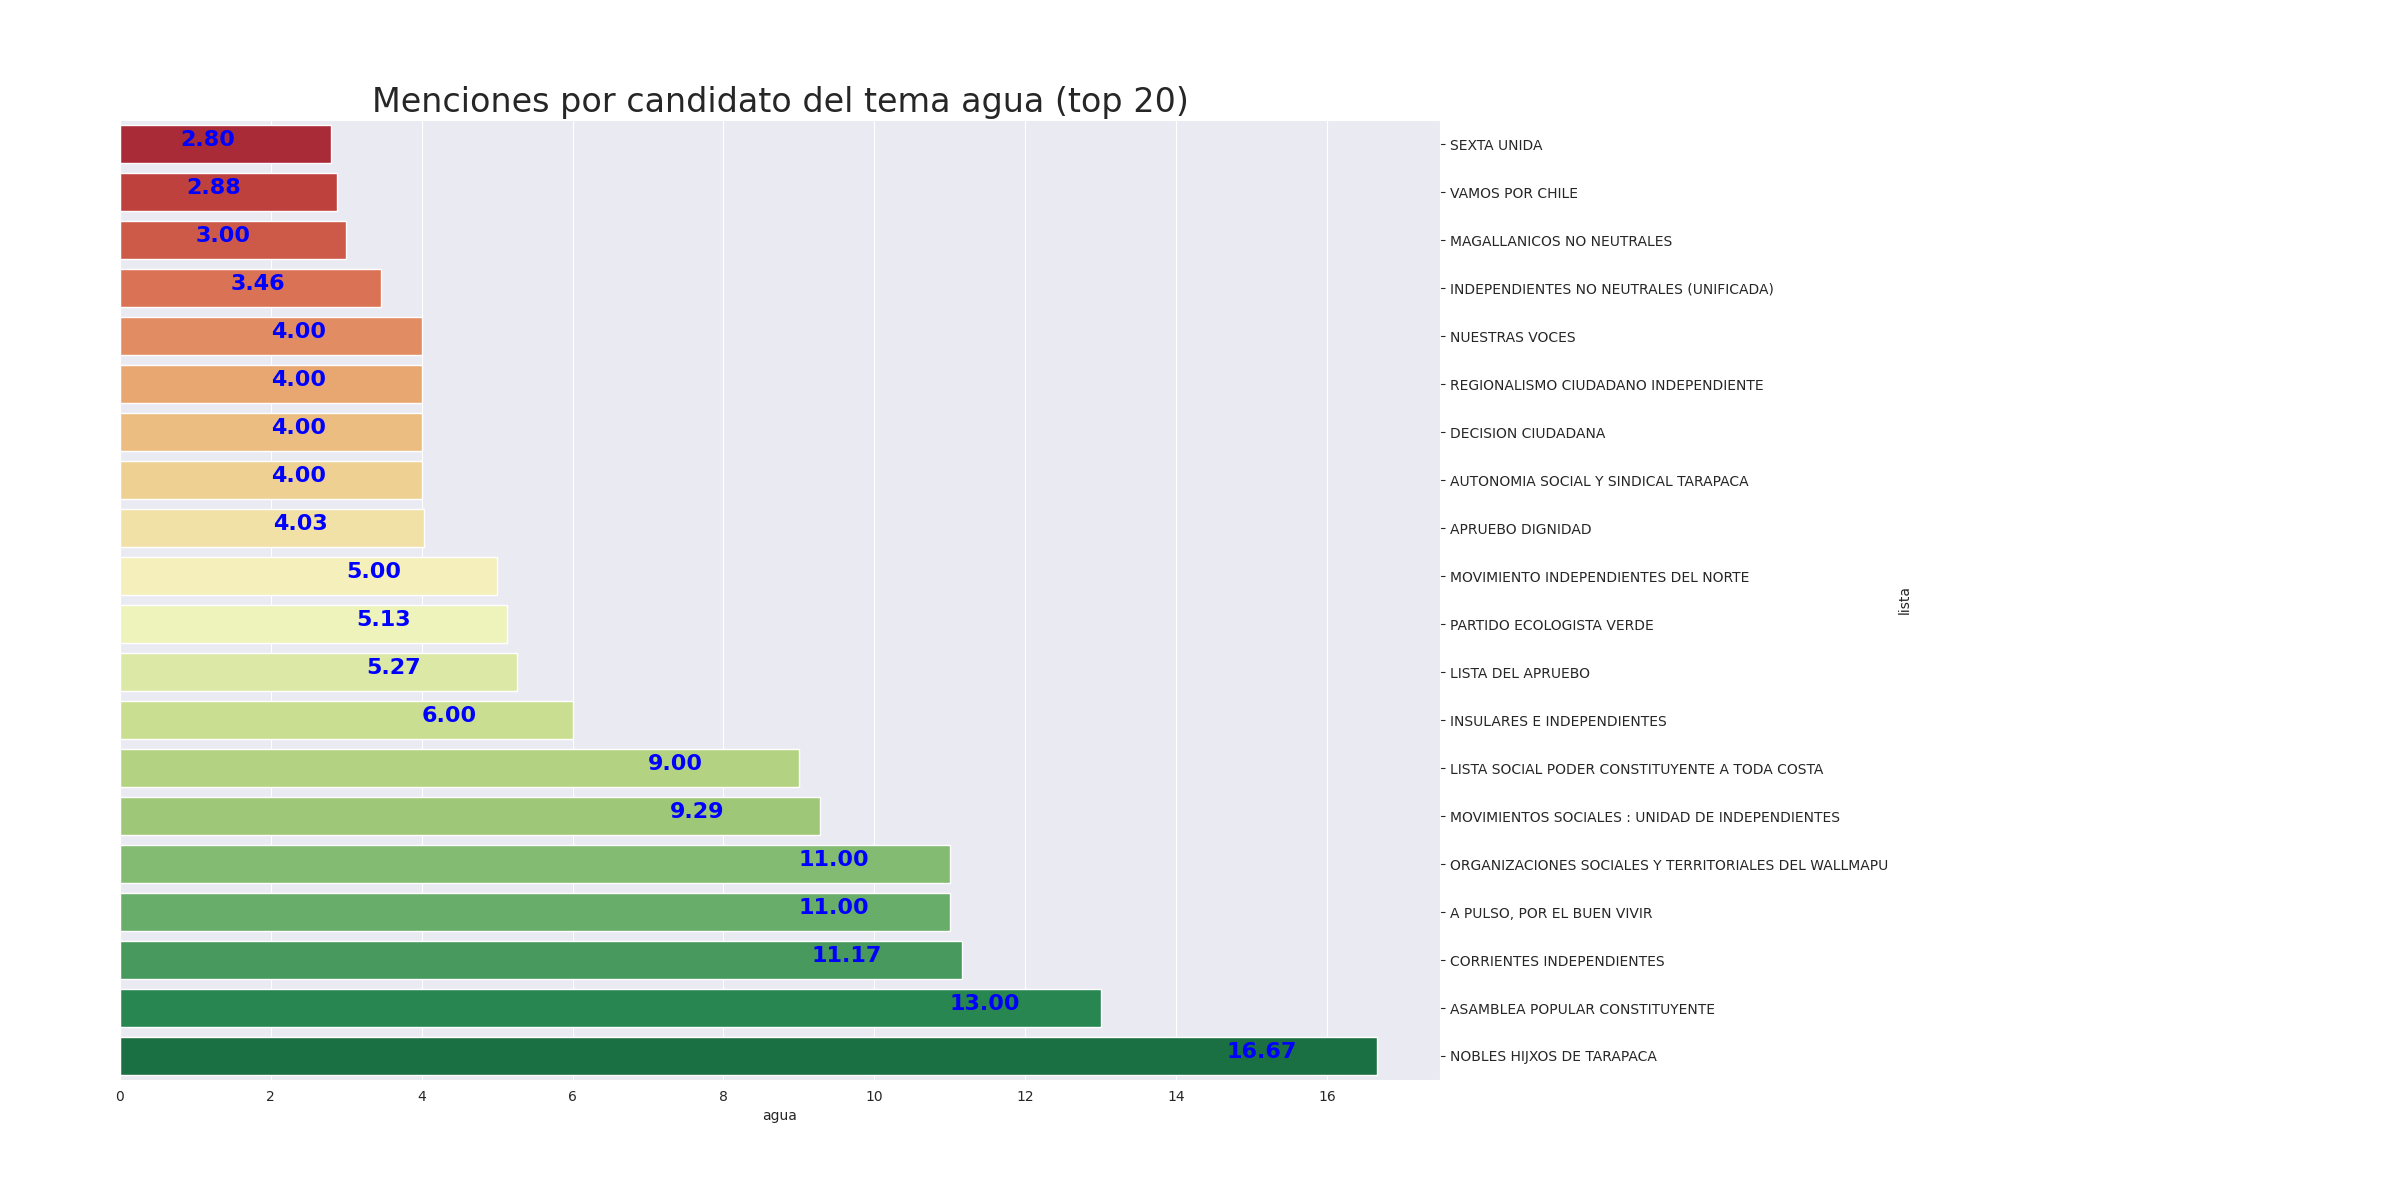 Menciones por candidato del tema agua (top 20)
2.80 SEXTA UNIDA
2.88 VAMOS POR CHILE
3.00 MAGALLANICOS NO NEUTRALES
3.46 INDEPENDIENTES NO NEUTRALES (UNIFICADA)
4.00 NUESTRAS VOCES
4.00 REGIONALISMO CIUDADANO INDEPENDIENTE
4.00 DECISION CIUDADANA
4.00 AUTONOMIA SOCIAL Y SINDICAL TARAPACA
4.03 APRUEBO DIGNIDAD
5.00 MOVIMIENTO INDEPENDIENTES DEL NORTE
5.13 PARTIDO ECOLOGISTA VERDE
5.27 LISTA DEL APRUEBO
6.00 INSULARES E INDEPENDIENTES
9.00 LISTA SOCIAL PODER CONSTITUYENTE A TODA COSTA
9.29 MOVIMIENTOS SOCIALES : UNIDAD DE INDEPENDIENTES
11.00 ORGANIZACIONES SOCIALES Y TERRITORIALES DEL WALLMAPU
11.00 A PULSO, POR EL BUEN VIVIR
11.17 CORRIENTES INDEPENDIENTES
13.00 ASAMBLEA POPULAR CONSTITUYENTE
16.67 NOBLES HIJXOS DE TARAPACA
lista
0 2 4 6 8 10 12 14 16
agua